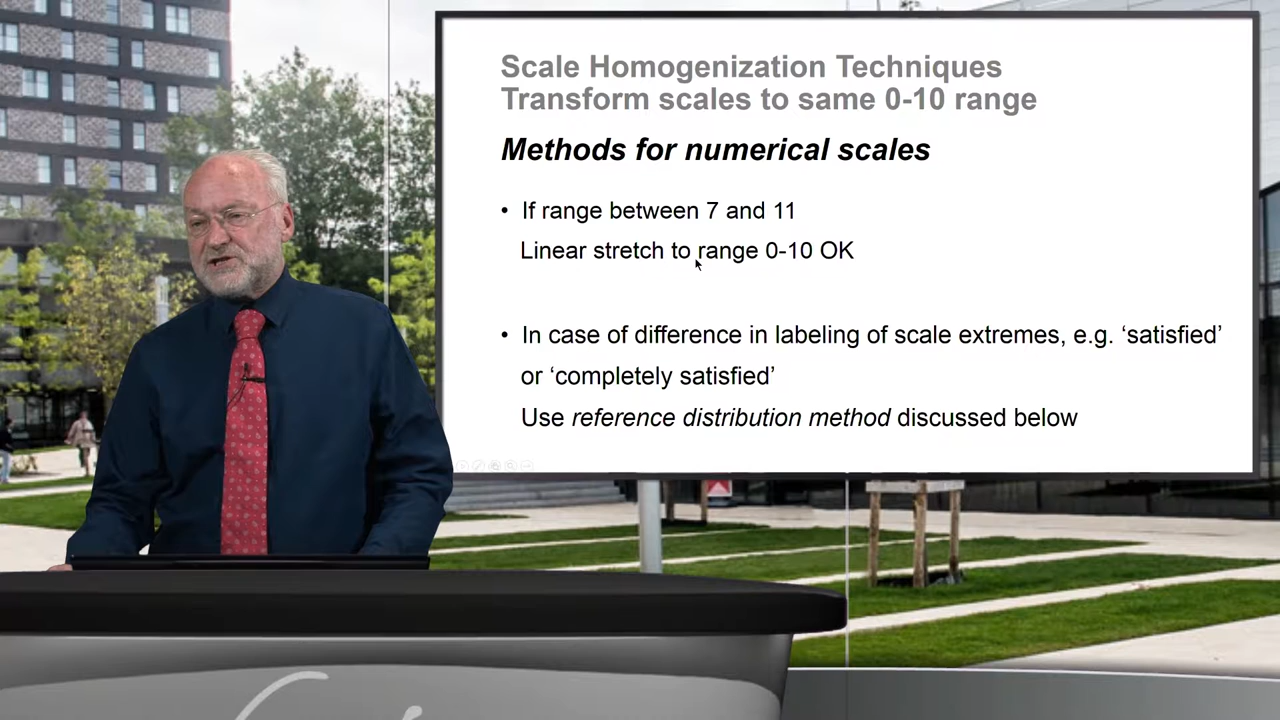 Scale Homogenization Techniques
Transform scales to same 0-10 range
Methods for numerical scales
• If range between 7 and 11
Linear stretch to range 0-10 OK
• In case of difference in labeling of scale extremes, e.g. ‘satisfied’
or ‘completely satisfied’
Use reference distribution method discussed below